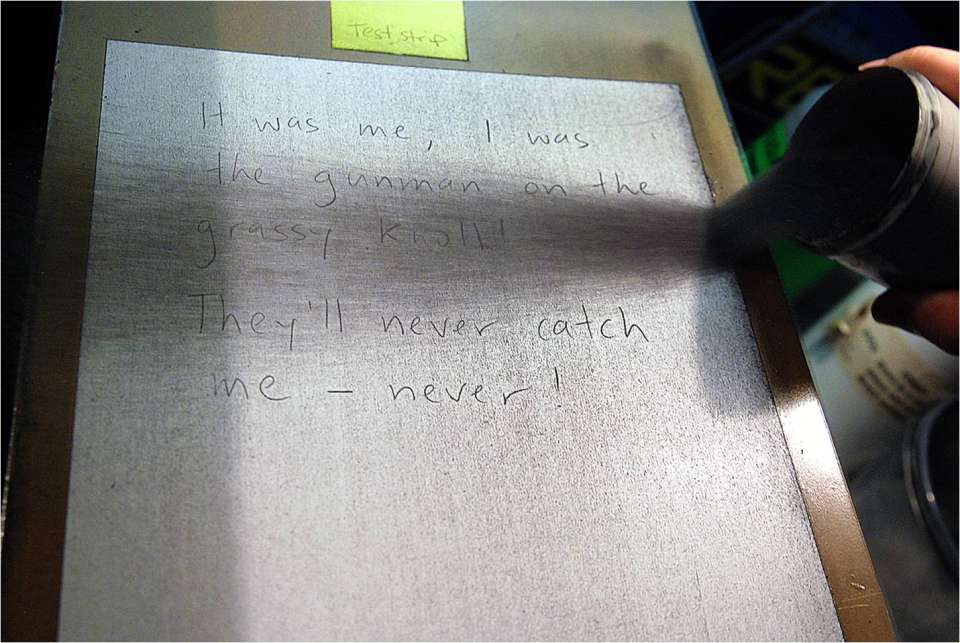 Test strip
It was me, I was
the gunman on the
grassy knoll!
They'll never catch
me – never!